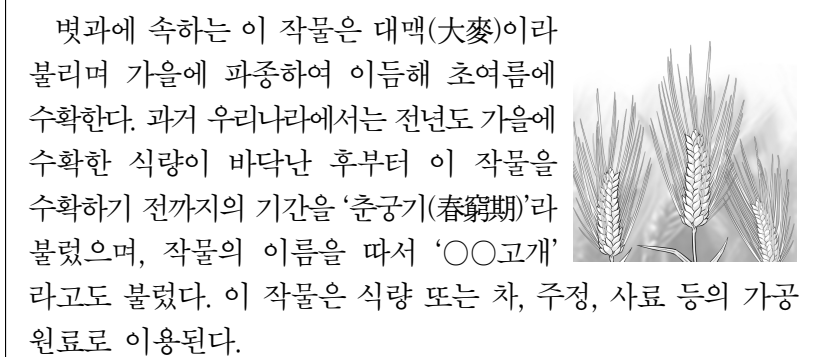 볏과에 속하는 이 작물은 대맥(大麥)이라
불리며 가을에 파종하여 이듬해 초여름에
수확한다. 과거 우리나라에서는 전년도 가을에
수확한 식량이 바닥난 후부터 이 작물을
수확하기 전까지의 기간을 ‘춘궁기(春窮期)’라
불렀으며, 작물의 이름을 따서 ‘○○고개’
라고도 불렀다. 이 작물은 식량 또는 차, 주정, 사료 등의 가공
원료로 이용된다.